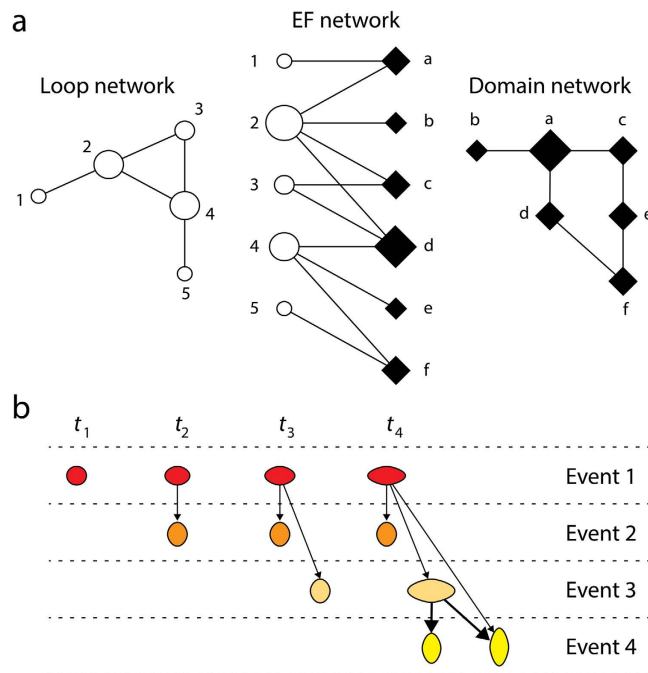 a
EF network
Loop network
Domain network
1
2
3
4
5
1
2
3
4
5
a
b
c
d
e
f
b
a
c
d
e
f
b
t1
t2
t3
t4
Event 1
Event 2
Event 3
Event 4